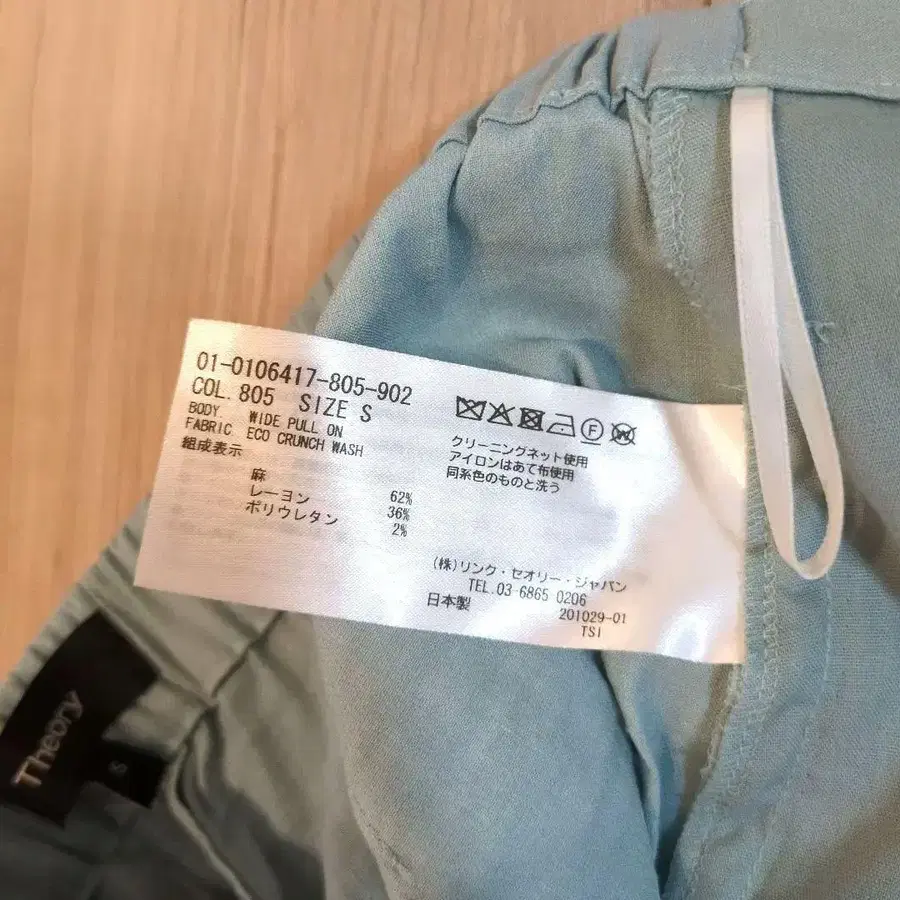 01-0106417-805-902
COL. 805 SIZE S
BODY WIDE PULL ON
FABRIC ECO CRUNCH WASH
組成表示
麻 62%
レーヨン 36%
ポリウレタン 2%
F
W
クリーニングネット使用
アイロンはあて布使用
同系色のものと洗う
(株)リンク・セオリー・ジャパン
TEL.03-6865-0206
日本製
201029-01
TSI
Theory
S